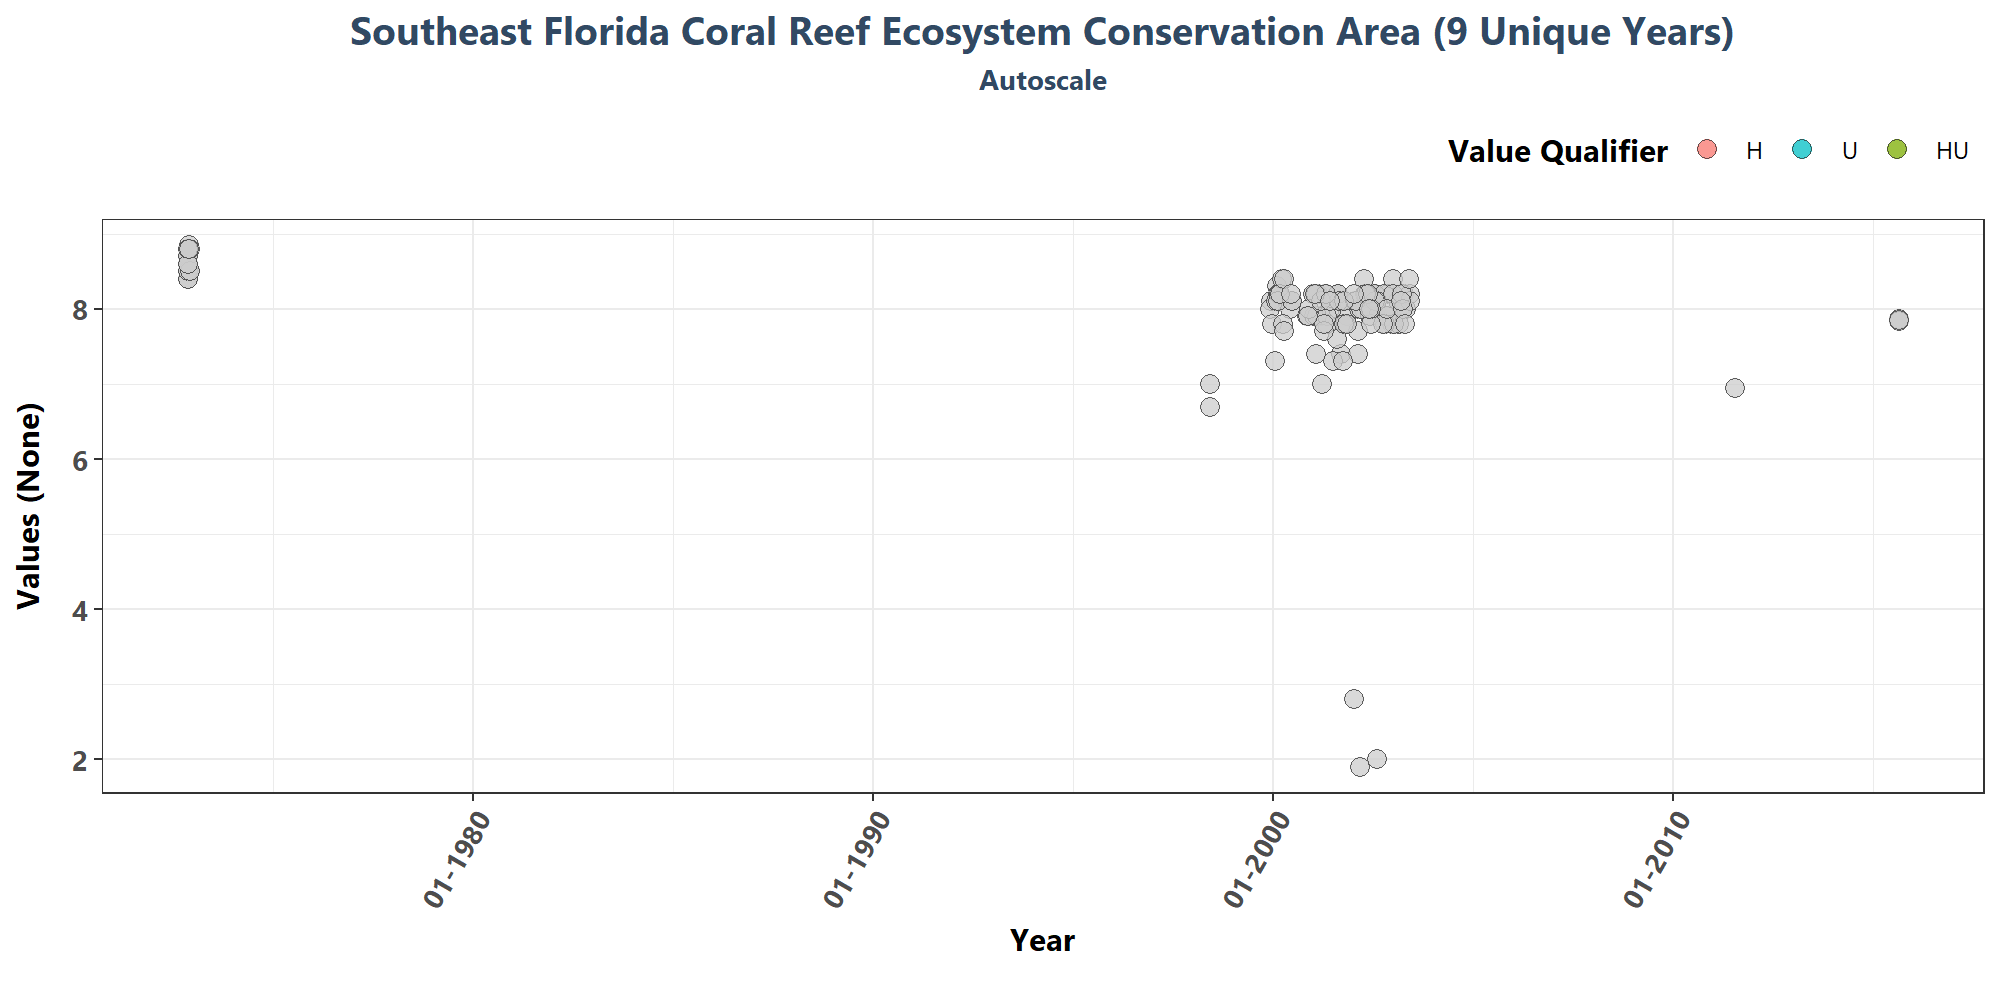 Southeast Florida Coral Reef Ecosystem Conservation Area (9 Unique Years)
Autoscale
Value Qualifier H U HU
Values (None)
8
6
4
2
01-1980 01-1990 01-2000 01-2010
Year